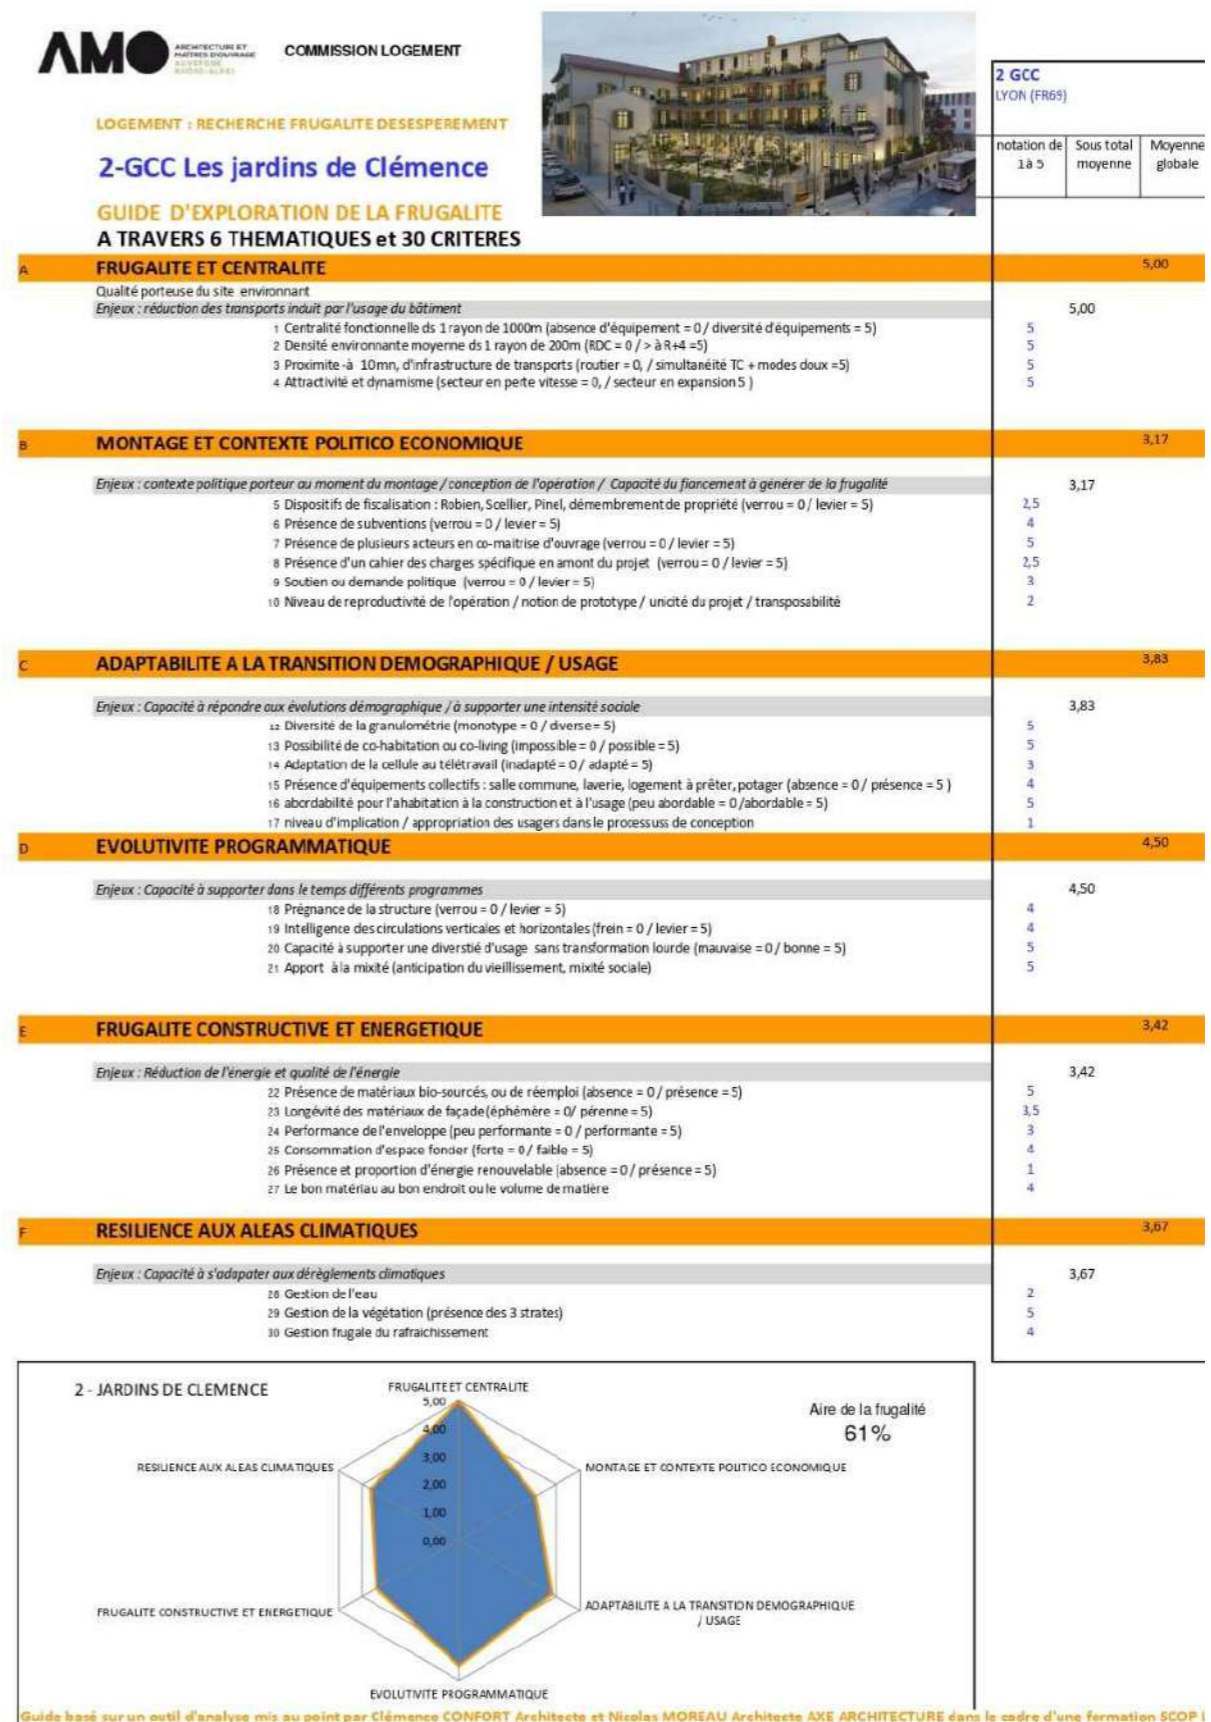 AMO ARCHITECTURE ET
MAÎTRES D'OUVRAGE
AUVERGNE
RHÔNE-ALPES
COMMISSION LOGEMENT
LOGEMENT : RECHERCHE FRUGALITE DESESPEREMENT
2-GCC Les jardins de Clémence
GUIDE D'EXPLORATION DE LA FRUGALITE
A TRAVERS 6 THEMATIQUES et 30 CRITERES
2 GCC
LYON (FR69)
notation de 1à 5
Sous total moyenne
Moyenne globale
A FRUGALITE ET CENTRALITE 5,00
Qualité porteuse du site environnant
Enjeux : réduction des transports induit par l'usage du bâtiment 5,00
1 Centralité fonctionnelle ds 1 rayon de 1000m (absence d'équipement = 0 / diversité d'équipements = 5) 5
2 Densité environnante moyenne ds 1 rayon de 200m (RDC = 0 / > à R+4 =5) 5
3 Proximite -à 10mn, d'infrastructure de transports (routier = 0, / simultanéité TC + modes doux =5) 5
4 Attractivité et dynamisme (secteur en perte vitesse = 0, / secteur en expansion 5 ) 5
B MONTAGE ET CONTEXTE POLITICO ECONOMIQUE 3,17
Enjeux : contexte politique porteur au moment du montage / conception de l'opération / Capacité du fiancement à générer de la frugalité 3,17
5 Dispositifs de fiscalisation : Robien, Scellier, Pinel, démembrement de propriété (verrou = 0 / levier = 5) 2,5
6 Présence de subventions (verrou = 0 / levier = 5) 4
7 Présence de plusieurs acteurs en co-maitrise d'ouvrage (verrou = 0 / levier = 5) 5
8 Présence d'un cahier des charges spécifique en amont du projet (verrou = 0 / levier = 5) 2,5
9 Soutien ou demande politique (verrou = 0 / levier = 5) 3
10 Niveau de reproductivité de l'opération / notion de prototype / unicité du projet / transposabilité 2
C ADAPTABILITE A LA TRANSITION DEMOGRAPHIQUE / USAGE 3,83
Enjeux : Capacité à répondre aux évolutions démographique / à supporter une intensité sociale 3,83
12 Diversité de la granulométrie (monotype = 0 / diverse = 5) 5
13 Possibilité de co-habitation ou co-living (impossible = 0 / possible = 5) 5
14 Adaptation de la cellule au télétravail (inadapté = 0 / adapté = 5) 3
15 Présence d'équipements collectifs : salle commune, laverie, logement à prêter, potager (absence = 0 / présence = 5 ) 4
16 abordabilité pour l'ahabitation à la construction et à l'usage (peu abordable = 0 /abordable = 5) 5
17 niveau d'implication / appropriation des usagers dans le processuss de conception 1
D EVOLUTIVITE PROGRAMMATIQUE 4,50
Enjeux : Capacité à supporter dans le temps différents programmes 4,50
18 Prégnance de la structure (verrou = 0 / levier = 5) 4
19 Intelligence des circulations verticales et horizontales (frein = 0 / levier = 5) 4
20 Capacité à supporter une diverstié d'usage sans transformation lourde (mauvaise = 0 / bonne = 5) 5
21 Apport à la mixité (anticipation du vieillissement, mixité sociale) 5
E FRUGALITE CONSTRUCTIVE ET ENERGETIQUE 3,42
Enjeux : Réduction de l'énergie et qualité de l'énergie 3,42
22 Présence de matériaux bio-sourcés, ou de réemploi (absence = 0 / présence = 5) 5
23 Longévité des matériaux de façade (éphémère = 0/ pérenne = 5) 3,5
24 Performance de l'enveloppe (peu performante = 0 / performante = 5) 3
25 Consommation d'espace foncier (forte = 0 / faible = 5) 4
26 Présence et proportion d'énergie renouvelable (absence = 0 / présence = 5) 1
27 Le bon matériau au bon endroit ou le volume de matière 4
F RESILIENCE AUX ALEAS CLIMATIQUES 3,67
Enjeux : Capacité à s'adapater aux dérèglements climatiques 3,67
28 Gestion de l'eau 2
29 Gestion de la végétation (présence des 3 strates) 5
30 Gestion frugale du rafraichissement 4
2 - JARDINS DE CLEMENCE
Aire de la frugalité
61%
FRUGALITE ET CENTRALITE
5,00
4,00
3,00
2,00
1,00
0,00
RESILIENCE AUX ALEAS CLIMATIQUES
MONTAGE ET CONTEXTE POLITICO ECONOMIQUE
FRUGALITE CONSTRUCTIVE ET ENERGETIQUE
ADAPTABILITE A LA TRANSITION DEMOGRAPHIQUE
/ USAGE
EVOLUTIVITE PROGRAMMATIQUE
Guide basé sur un outil d'analyse mis au point par Clémence CONFORT Architecte et Nicolas MOREAU Architecte AXE ARCHITECTURE dans le cadre d'une formation SCOP